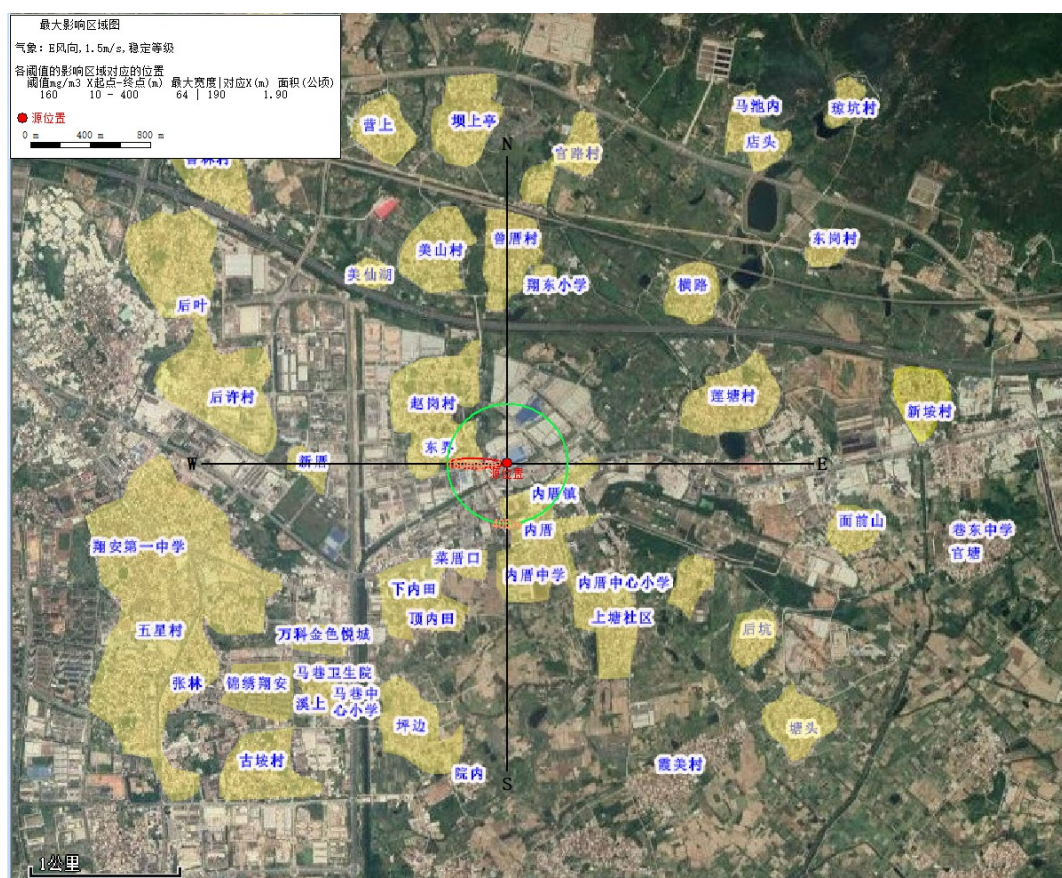 最大影响区域图
气象：E风向,1.5m/s,稳定等级
各阈值的影响区域对应的位置
阈值mg/m3 X起点-终点(m) 最大宽度|对应X(m) 面积(公顷)
160 10 - 400 64 | 190 1.90
源位置
0 m 400 m 800 m
营上
坝上亭
马池内
琼坑村
店头
官路村
N
美山村
曾厝村
东岗村
美仙湖
翔东小学
横路
后叶
后许村
赵岗村
莲塘村
新垵村
东界
新厝
W
E
源位置
内厝镇
面前山
内厝
巷东中学
翔安第一中学
官塘
菜厝口
内厝中学
内厝中心小学
下内田
顶内田
上塘社区
五星村
万科金色悦城
后坑
马巷卫生院
张林
锦绣翔安
马巷中
心小学
溪上
坪边
塘头
古垵村
霞美村
院内
S
1公里